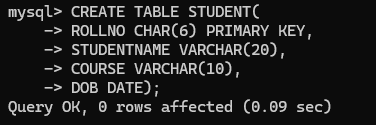 mysql> CREATE TABLE STUDENT(
    -> ROLLNO CHAR(6) PRIMARY KEY,
    -> STUDENTNAME VARCHAR(20),
    -> COURSE VARCHAR(10),
    -> DOB DATE);
Query OK, 0 rows affected (0.09 sec)